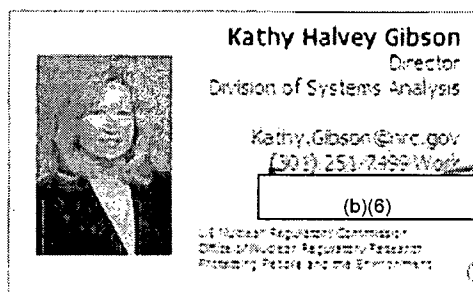 Kathy Halvey Gibson
Director
Division of Systems Analysis
Kathy.Gibson@nrc.gov
(301) 251-7499 Work
(b)(6)
US Nuclear Regulatory Commission
Office of Nuclear Regulatory Research
Protecting People and the Environment